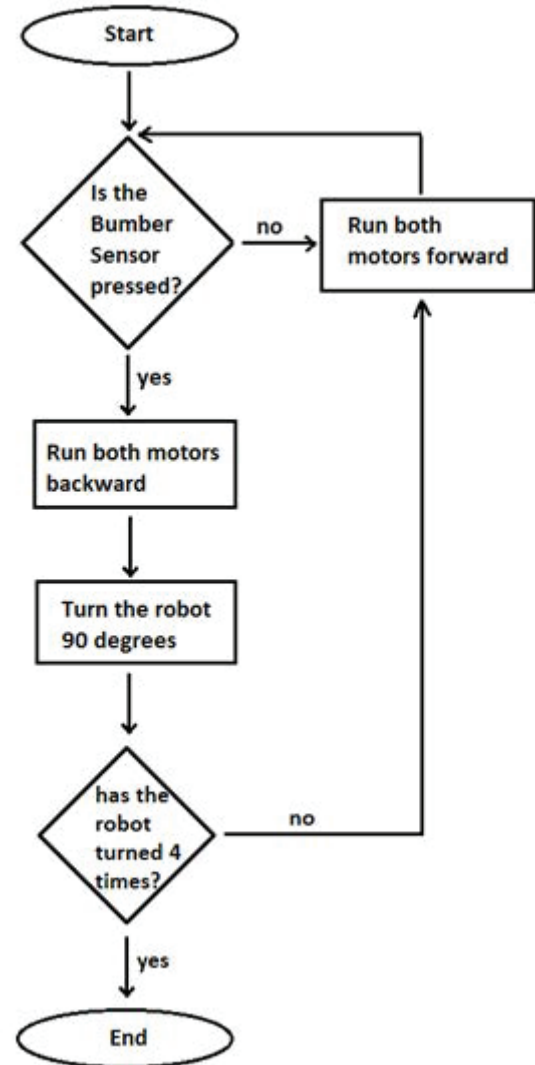 Start
Is the
Bumber
Sensor
pressed?
no
Run both
motors forward
yes
Run both motors
backward
Turn the robot
90 degrees
has the
robot
turned 4
times?
no
yes
End